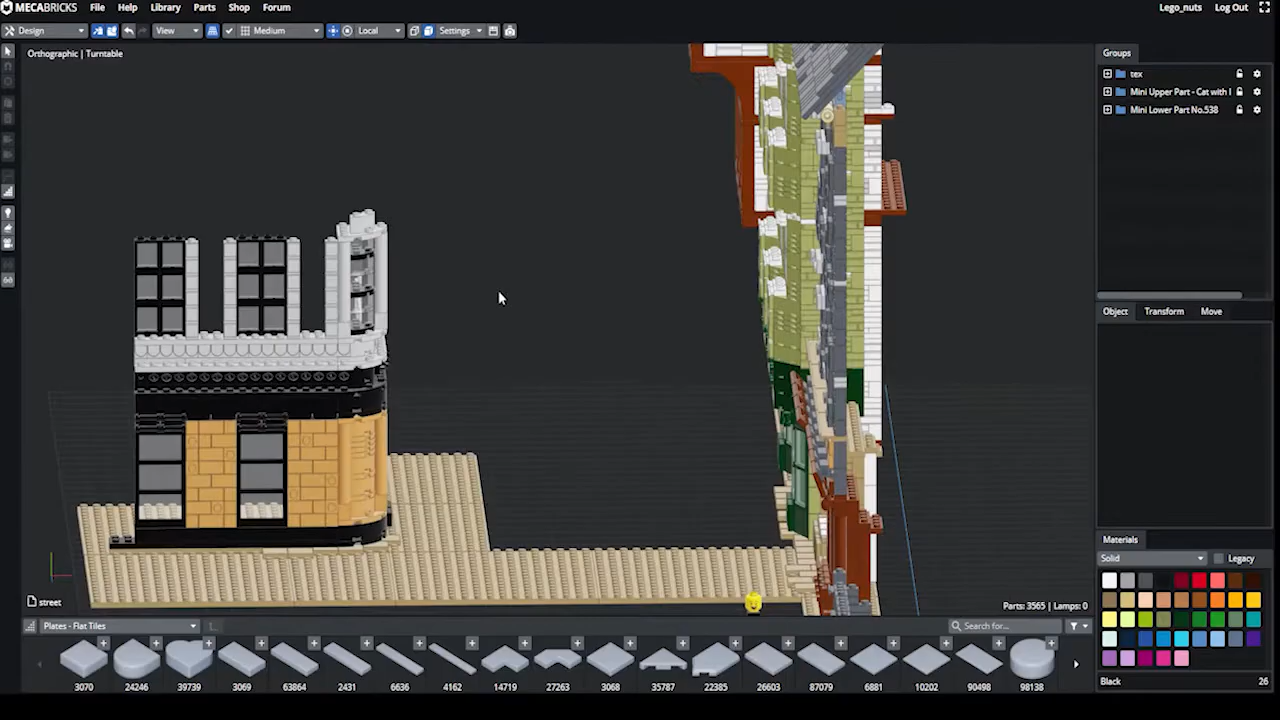 MECABRICKS File Help Library Parts Shop Forum Lego_nuts Log Out
Design View Medium Local Settings
Orthographic | Turntable
Groups
tex
Mini Upper Part - Cat with
Mini Lower Part No.538
Object Transform Move
Materials
Solid Legacy
street
Parts: 3565 | Lamps: 0
Plates - Flat Tiles
Search for...
3070 24246 39739 3069 63864 2431 6636 4162 14719 27263 3068 35787 22385 26603 87079 6881 10202 90498 98138
Black 26